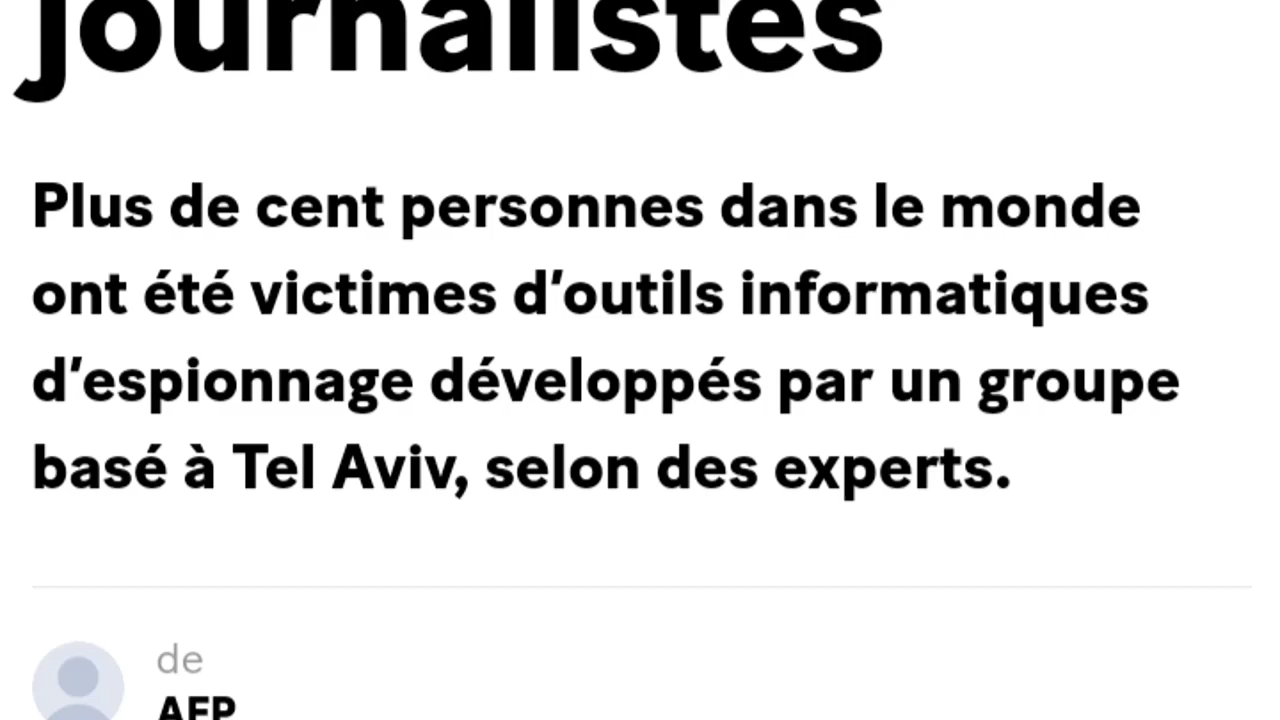 journalistes
Plus de cent personnes dans le monde
ont été victimes d’outils informatiques
d’espionnage développés par un groupe
basé à Tel Aviv, selon des experts.
de
AFP